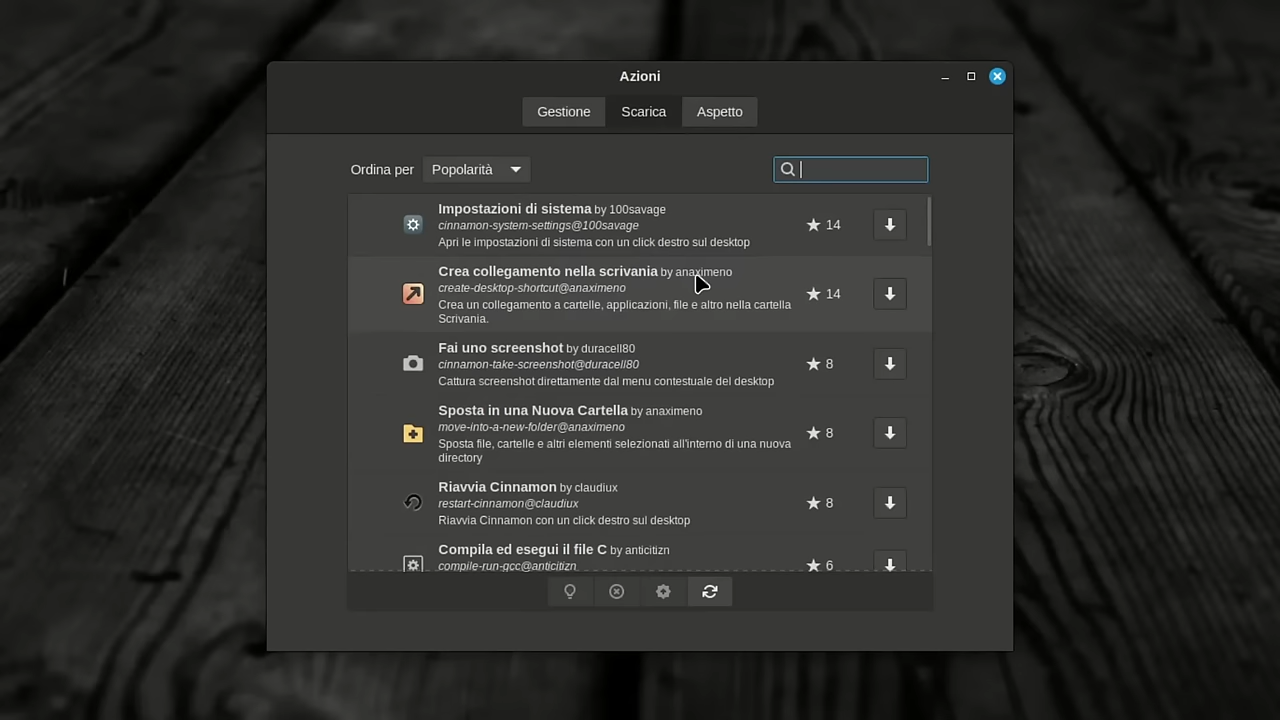 Azioni
Gestione Scarica Aspetto
Ordina per Popolarità
Impostazioni di sistema by 100savage
cinnamon-system-settings@100savage
Apri le impostazioni di sistema con un click destro sul desktop
14
Crea collegamento nella scrivania by anaximeno
create-desktop-shortcut@anaximeno
Crea un collegamento a cartelle, applicazioni, file e altro nella cartella
Scrivania.
14
Fai uno screenshot by duracell80
cinnamon-take-screenshot@duracell80
Cattura screenshot direttamente dal menu contestuale del desktop
8
Sposta in una Nuova Cartella by anaximeno
move-into-a-new-folder@anaximeno
Sposta file, cartelle e altri elementi selezionati all'interno di una nuova
directory
8
Riavvia Cinnamon by claudiux
restart-cinnamon@claudiux
Riavvia Cinnamon con un click destro sul desktop
8
Compila ed esegui il file C by anticitizn
compile-run-gcc@anticitizn
6